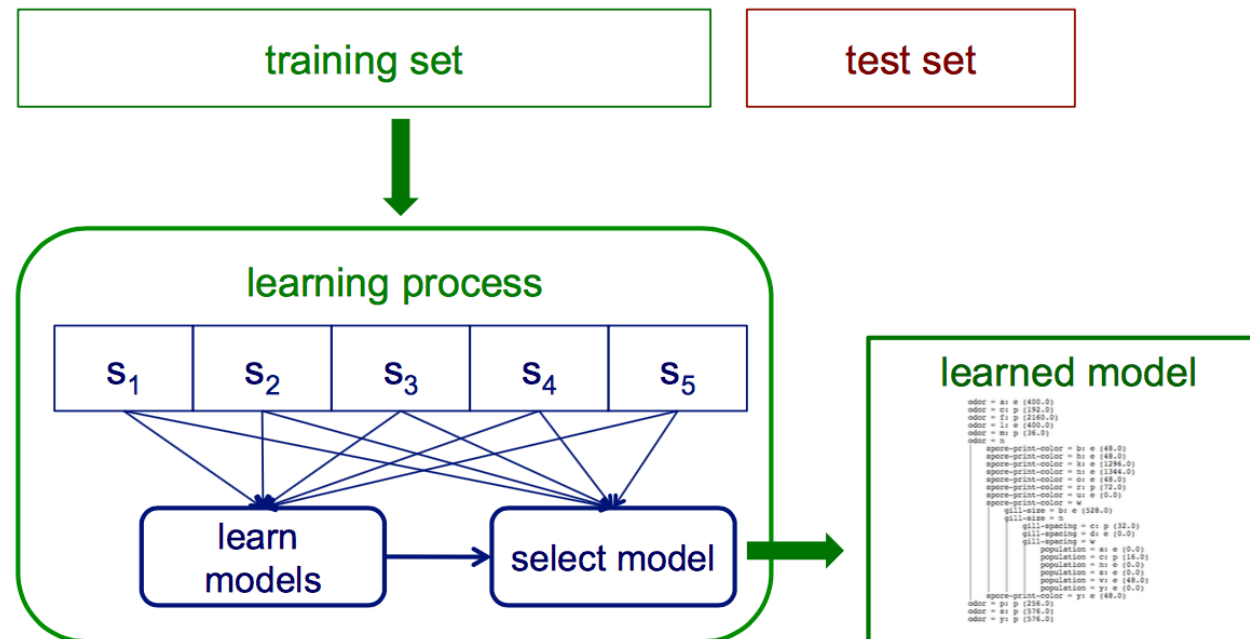 training set
test set
learning process
s1 s2 s3 s4 s5
learn
models
select model
learned model
odor = a: e (400.0)
odor = c: p (192.0)
odor = f: p (2160.0)
odor = l: e (400.0)
odor = m: p (36.0)
odor = n
spore-print-color = b: e (48.0)
spore-print-color = h: e (48.0)
spore-print-color = k: e (1296.0)
spore-print-color = n: e (1344.0)
spore-print-color = o: e (48.0)
spore-print-color = r: p (72.0)
spore-print-color = u: e (0.0)
spore-print-color = w
gill-size = b: e (528.0)
gill-size = n
gill-spacing = c: p (32.0)
gill-spacing = d: e (0.0)
gill-spacing = w
population = a: e (0.0)
population = c: p (16.0)
population = n: e (0.0)
population = s: e (0.0)
population = v: e (48.0)
population = y: e (0.0)
spore-print-color = y: e (48.0)
odor = p: p (256.0)
odor = s: p (576.0)
odor = y: p (576.0)